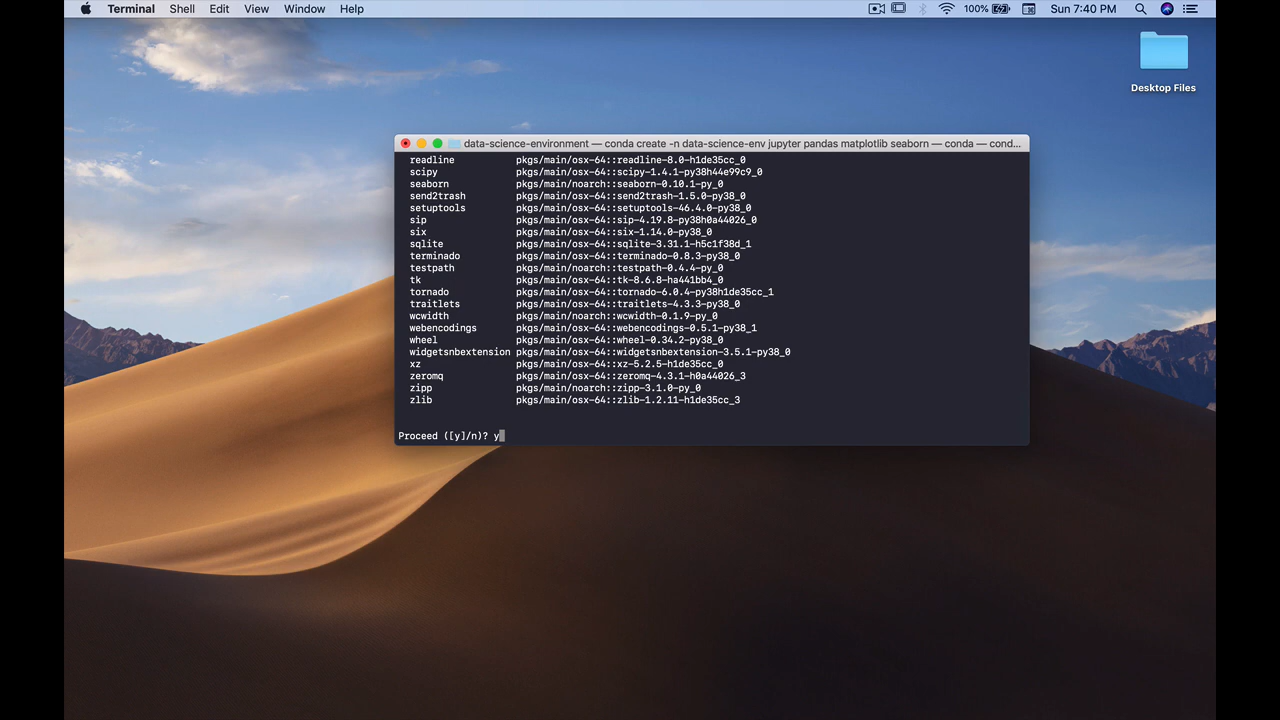 Terminal Shell Edit View Window Help 100% Sun 7:40 PM
Desktop Files
data-science-environment — conda create -n data-science-env jupyter pandas matplotlib seaborn — conda — cond...
readline pkgs/main/osx-64::readline-8.0-h1de35cc_0
scipy pkgs/main/osx-64::scipy-1.4.1-py38h44e99c9_0
seaborn pkgs/main/noarch::seaborn-0.10.1-py_0
send2trash pkgs/main/osx-64::send2trash-1.5.0-py38_0
setuptools pkgs/main/osx-64::setuptools-46.4.0-py38_0
sip pkgs/main/osx-64::sip-4.19.8-py38h0a44026_0
six pkgs/main/osx-64::six-1.14.0-py38_0
sqlite pkgs/main/osx-64::sqlite-3.31.1-h5c1f38d_1
terminado pkgs/main/osx-64::terminado-0.8.3-py38_0
testpath pkgs/main/noarch::testpath-0.4.4-py_0
tk pkgs/main/osx-64::tk-8.6.8-ha441bb4_0
tornado pkgs/main/osx-64::tornado-6.0.4-py38h1de35cc_1
traitlets pkgs/main/osx-64::traitlets-4.3.3-py38_0
wcwidth pkgs/main/noarch::wcwidth-0.1.9-py_0
webencodings pkgs/main/osx-64::webencodings-0.5.1-py38_1
wheel pkgs/main/osx-64::wheel-0.34.2-py38_0
widgetsnbextension pkgs/main/osx-64::widgetsnbextension-3.5.1-py38_0
xz pkgs/main/osx-64::xz-5.2.5-h1de35cc_0
zeromq pkgs/main/osx-64::zeromq-4.3.1-h0a44026_3
zipp pkgs/main/noarch::zipp-3.1.0-py_0
zlib pkgs/main/osx-64::zlib-1.2.11-h1de35cc_3
Proceed ([y]/n)? y